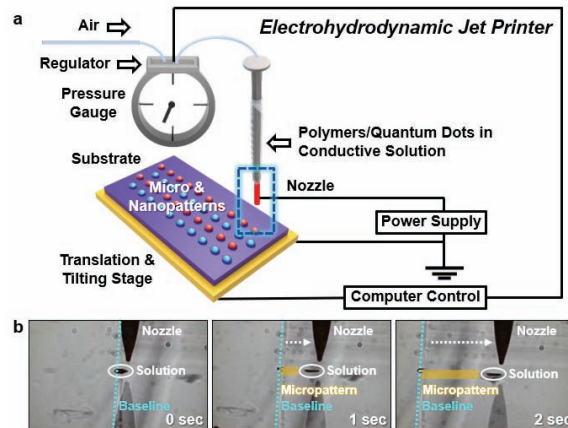 a
Electrohydrodynamic Jet Printer
Air
Regulator
Pressure
Gauge
Polymers/Quantum Dots in
Conductive Solution
Substrate
Micro &
Nanopatterns
Nozzle
Power Supply
Translation &
Tilting Stage
Computer Control
b
Nozzle
Solution
Baseline
0 sec
Nozzle
Solution
Micropattern
Baseline
1 sec
Nozzle
Solution
Micropattern
Baseline
2 sec